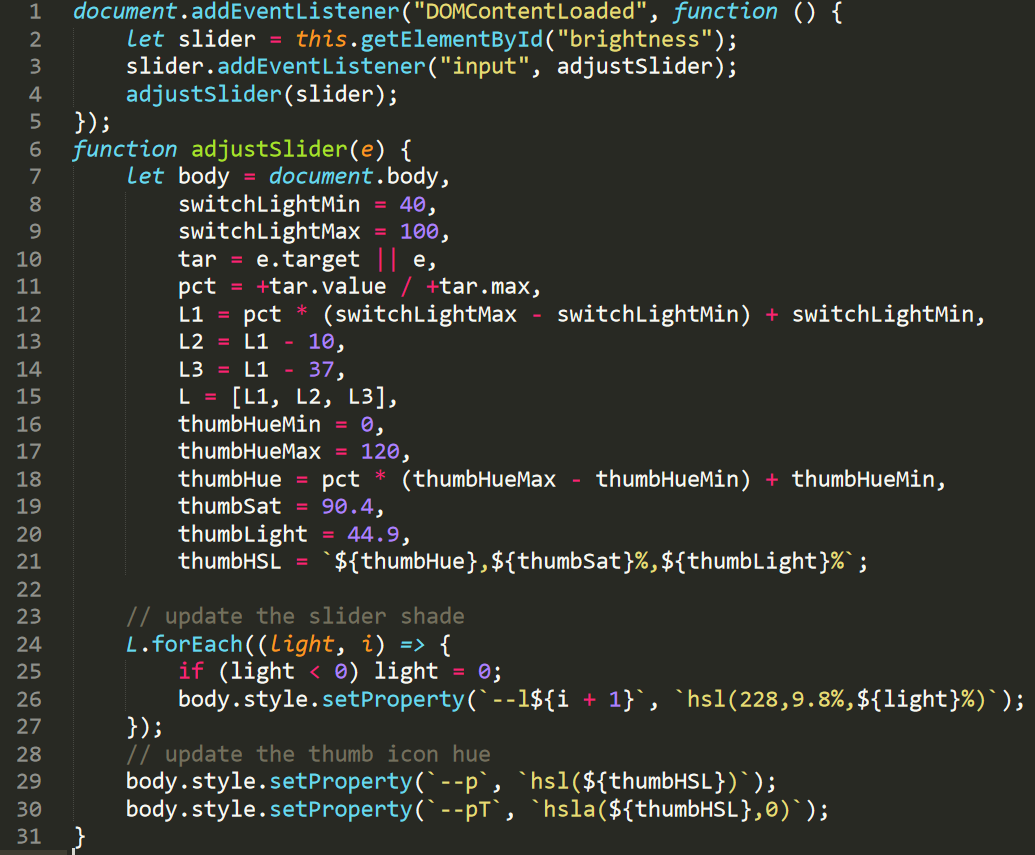 1 document.addEventListener("DOMContentLoaded", function () {
2 let slider = this.getElementById("brightness");
3 slider.addEventListener("input", adjustSlider);
4 adjustSlider(slider);
5 });
6 function adjustSlider(e) {
7 let body = document.body,
8 switchLightMin = 40,
9 switchLightMax = 100,
10 tar = e.target || e,
11 pct = +tar.value / +tar.max,
12 L1 = pct * (switchLightMax - switchLightMin) + switchLightMin,
13 L2 = L1 - 10,
14 L3 = L1 - 37,
15 L = [L1, L2, L3],
16 thumbHueMin = 0,
17 thumbHueMax = 120,
18 thumbHue = pct * (thumbHueMax - thumbHueMin) + thumbHueMin,
19 thumbSat = 90.4,
20 thumbLight = 44.9,
21 thumbHSL = `${thumbHue},${thumbSat}%,${thumbLight}%`;
22
23 // update the slider shade
24 L.forEach((light, i) => {
25 if (light < 0) light = 0;
26 body.style.setProperty(`--l${i + 1}`, `hsl(228,9.8%,${light}%)`);
27 });
28 // update the thumb icon hue
29 body.style.setProperty(`--p`, `hsl(${thumbHSL})`);
30 body.style.setProperty(`--pT`, `hsla(${thumbHSL},0)`);
31 }